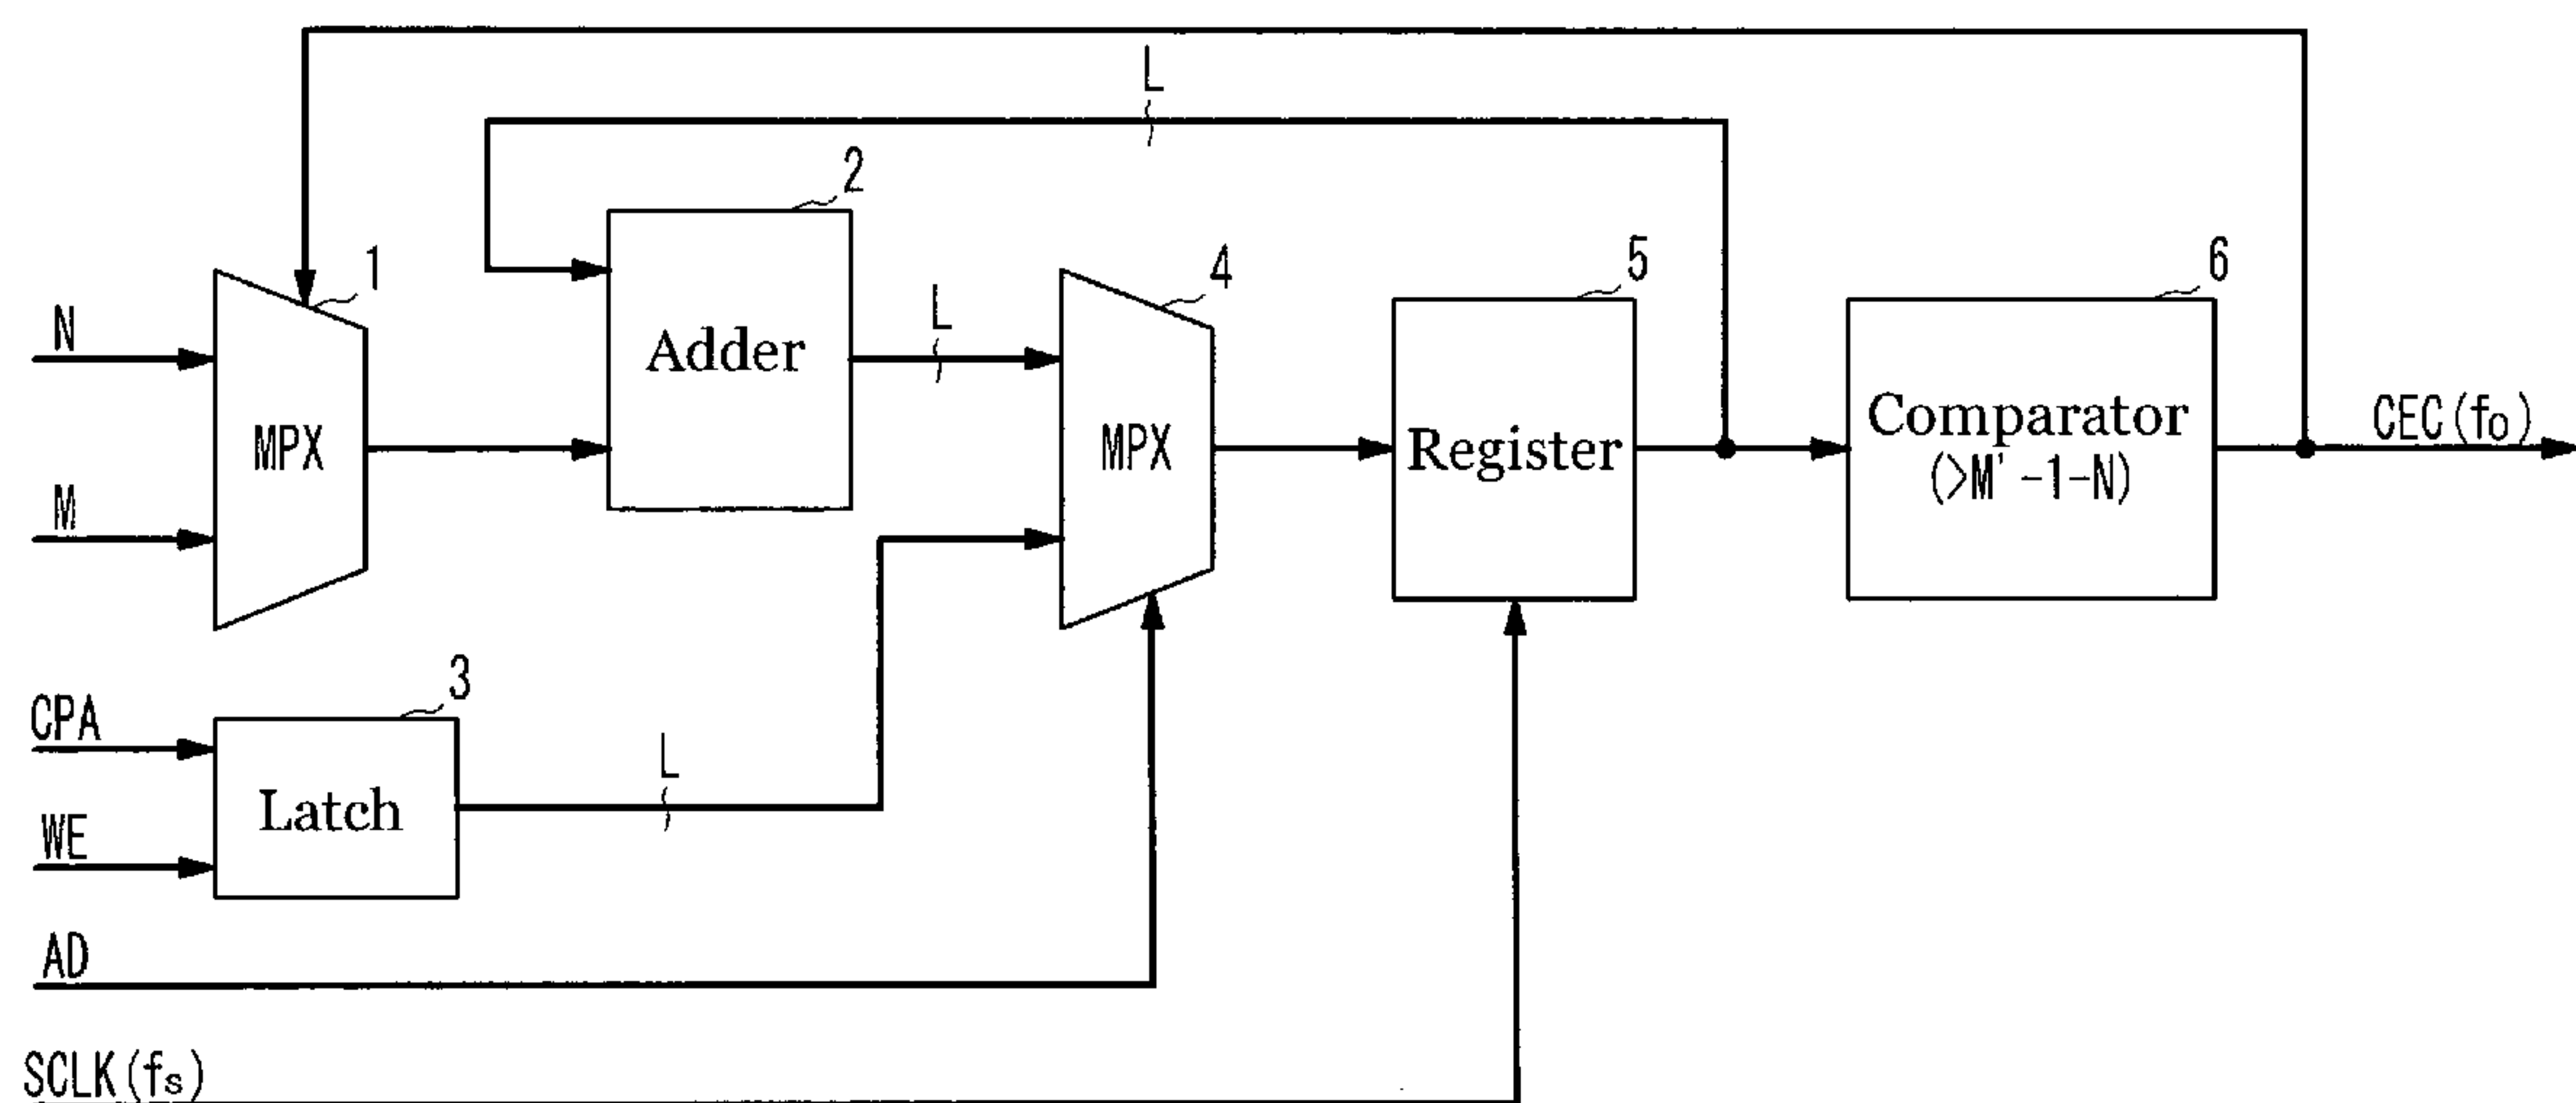 L
2
1
4
5
6
N
L
Adder
MPX
M
MPX
Register
Comparator
(>M'-1-N)
CEC(fo)
3
CPA
L
Latch
WE
AD
SCLK(fs)